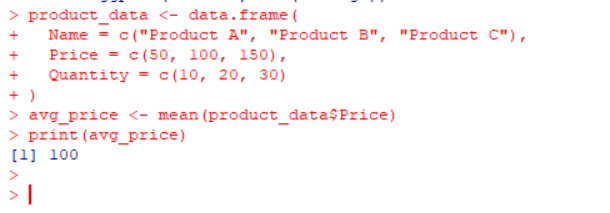 > product_data <- data.frame(
+   Name = c("Product A", "Product B", "Product C"),
+   Price = c(50, 100, 150),
+   Quantity = c(10, 20, 30)
+ )
> avg_price <- mean(product_data$Price)
> print(avg_price)
[1] 100
>
>